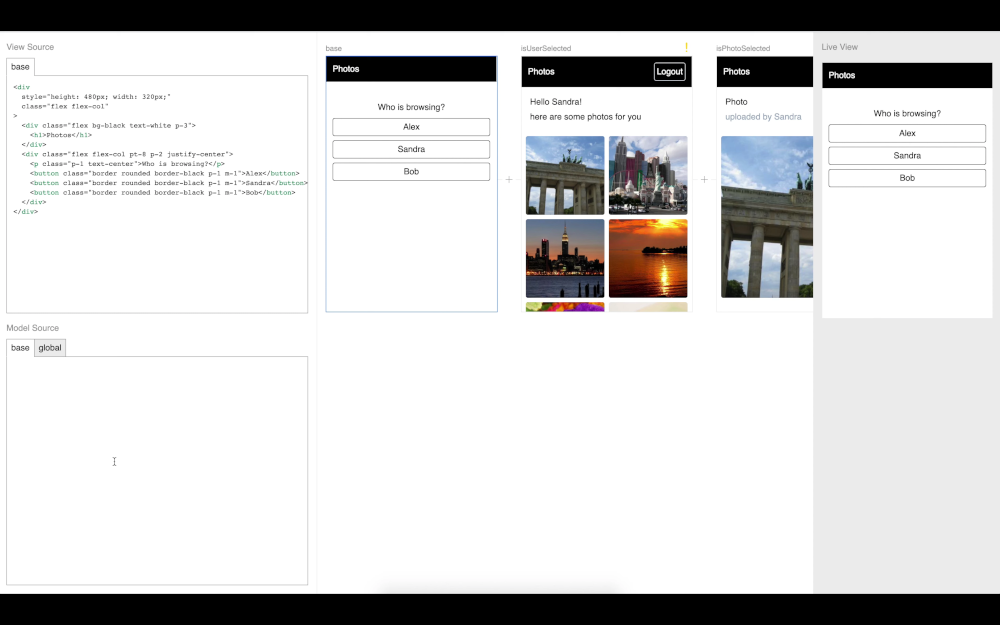 View Source
base
<div
style="height: 480px; width: 320px;"
class="flex flex-col"
>
<div class="flex bg-black text-white p-3">
<h1>Photos</h1>
</div>
<div class="flex flex-col pt-8 p-2 justify-center">
<p class="p-1 text-center">Who is browsing?</p>
<button class="border rounded border-black p-1 m-1">Alex</button>
<button class="border rounded border-black p-1 m-1">Sandra</button>
<button class="border rounded border-black p-1 m-1">Bob</button>
</div>
</div>
Model Source
base global
base
Photos
Who is browsing?
Alex
Sandra
Bob
isUserSelected !
Photos Logout
Hello Sandra!
here are some photos for you
isPhotoSelected
Photos
Photo
uploaded by Sandra
Live View
Photos
Who is browsing?
Alex
Sandra
Bob